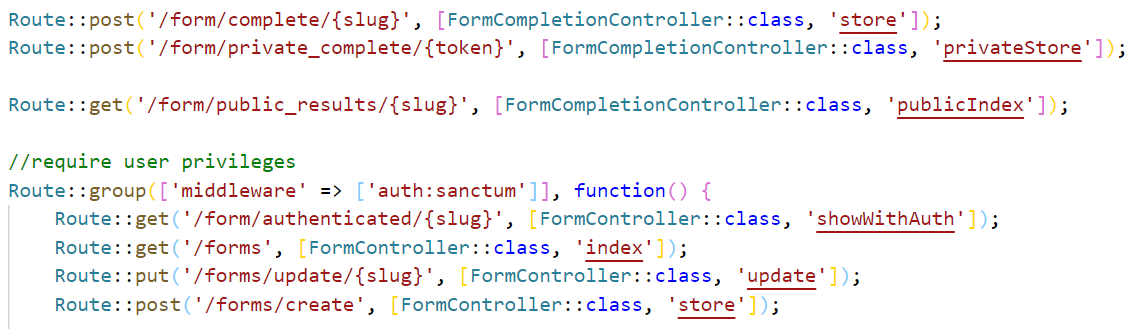 Route::post('/form/complete/{slug}', [FormCompletionController::class, 'store']);
Route::post('/form/private_complete/{token}', [FormCompletionController::class, 'privateStore']);
Route::get('/form/public_results/{slug}', [FormCompletionController::class, 'publicIndex']);
//require user privileges
Route::group(['middleware' => ['auth:sanctum']], function() {
Route::get('/form/authenticated/{slug}', [FormController::class, 'showWithAuth']);
Route::get('/forms', [FormController::class, 'index']);
Route::put('/forms/update/{slug}', [FormController::class, 'update']);
Route::post('/forms/create', [FormController::class, 'store']);